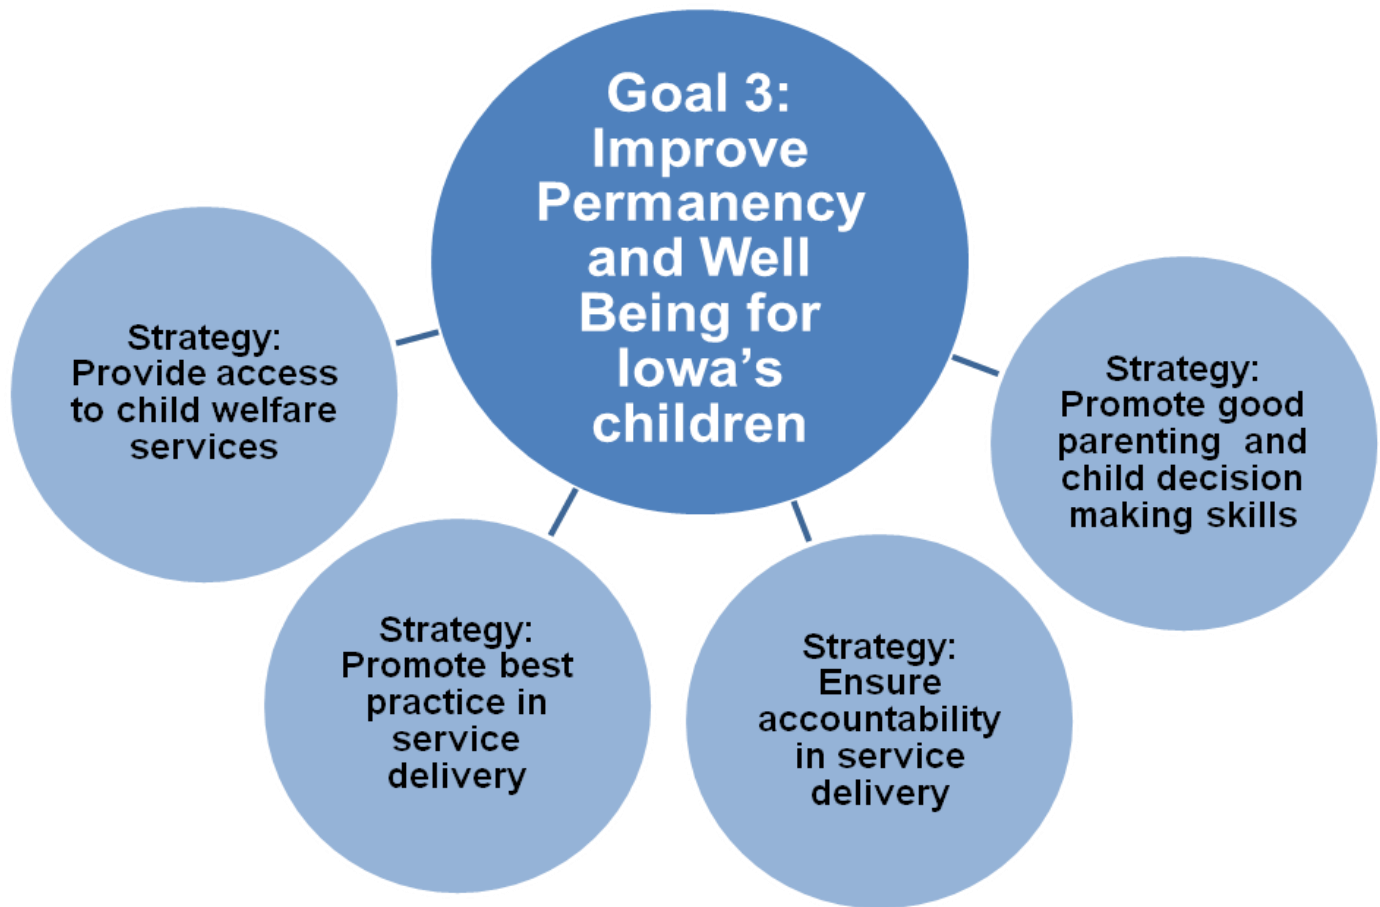 Goal 3:
Improve
Permanency
and Well
Being for
Iowa’s
children
Strategy:
Provide access
to child welfare
services
Strategy:
Promote best
practice in
service
delivery
Strategy:
Ensure
accountability
in service
delivery
Strategy:
Promote good
parenting  and
child decision
making skills